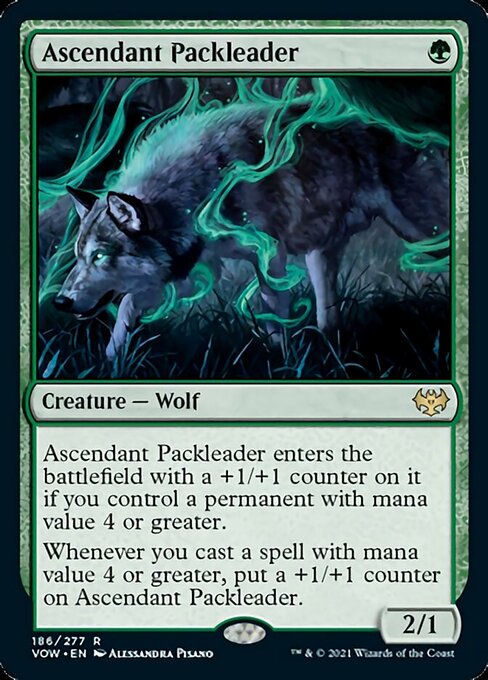 Ascendant Packleader
Creature — Wolf
Ascendant Packleader enters the
battlefield with a +1/+1 counter on it
if you control a permanent with mana
value 4 or greater.
Whenever you cast a spell with mana
value 4 or greater, put a +1/+1 counter
on Ascendant Packleader.
2/1
186/277 R
VOW • EN Alessandra Pisano
™ & © 2021 Wizards of the Coast